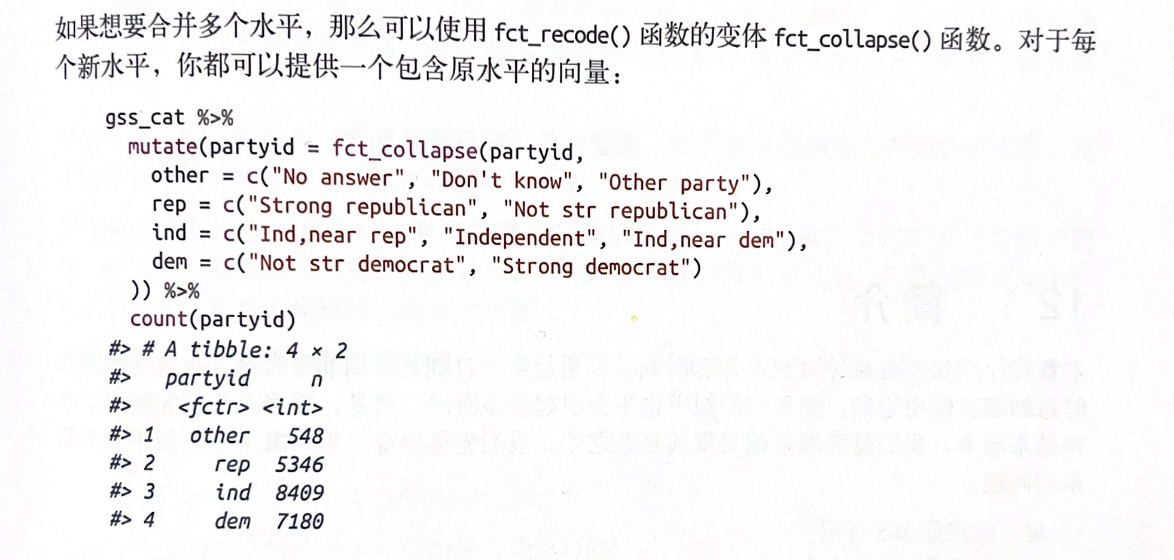 如果想要合并多个水平，那么可以使用 fct_recode() 函数的变体 fct_collapse() 函数。对于每
个新水平，你都可以提供一个包含原水平的向量：
gss_cat %>%
  mutate(partyid = fct_collapse(partyid,
    other = c("No answer", "Don't know", "Other party"),
    rep = c("Strong republican", "Not str republican"),
    ind = c("Ind,near rep", "Independent", "Ind,near dem"),
    dem = c("Not str democrat", "Strong democrat")
  )) %>%
  count(partyid)
#> # A tibble: 4 × 2
#>   partyid     n
#>    <fctr> <int>
#> 1   other   548
#> 2     rep  5346
#> 3     ind  8409
#> 4     dem  7180